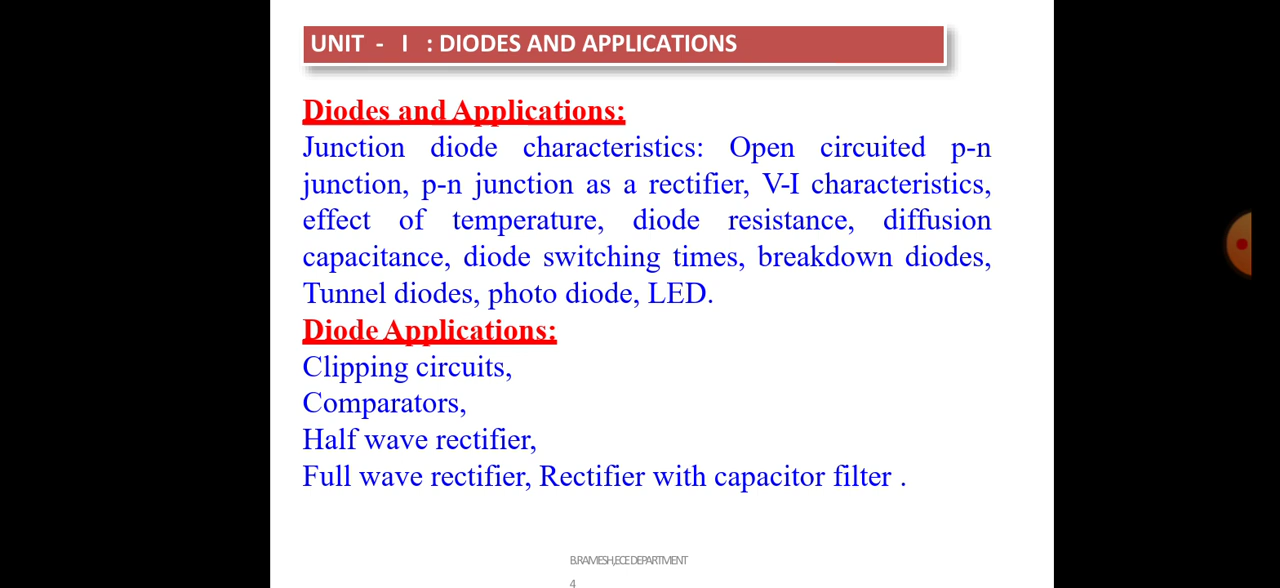 UNIT - I : DIODES AND APPLICATIONS
Diodes and Applications:
Junction diode characteristics: Open circuited p-n
junction, p-n junction as a rectifier, V-I characteristics,
effect of temperature, diode resistance, diffusion
capacitance, diode switching times, breakdown diodes,
Tunnel diodes, photo diode, LED.
Diode Applications:
Clipping circuits,
Comparators,
Half wave rectifier,
Full wave rectifier, Rectifier with capacitor filter .
B.RAMESH,ECE DEPARTMENT
4